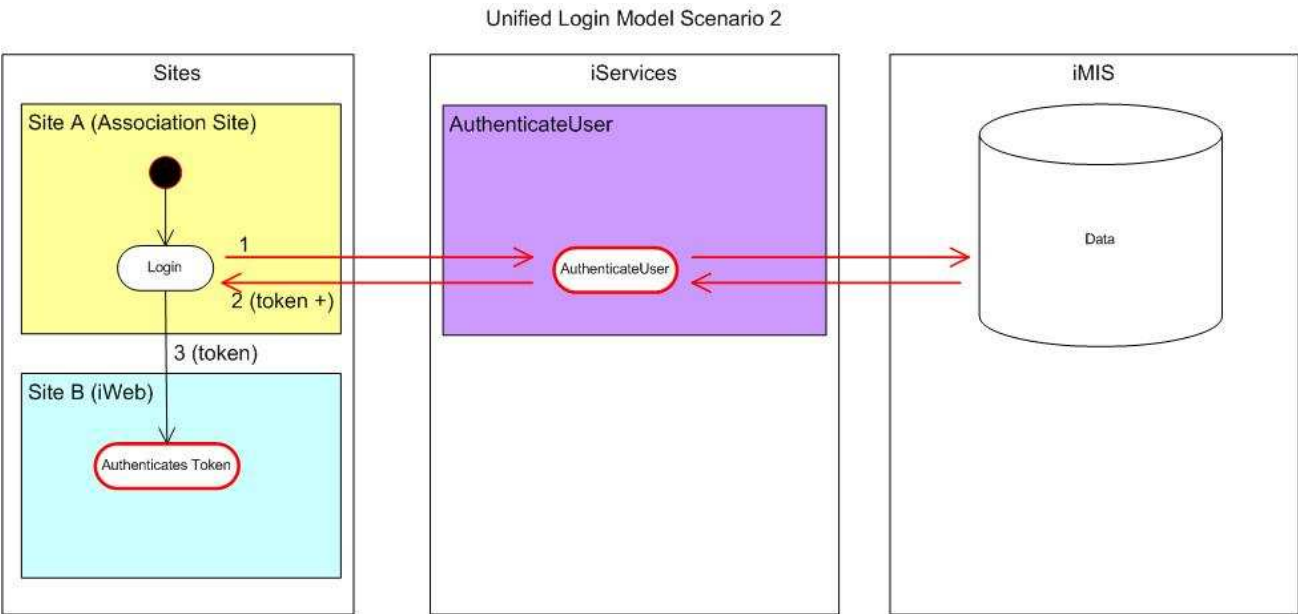 Unified Login Model Scenario 2
Sites
iServices
iMIS
Site A (Association Site)
AuthenticateUser
Login
1
2 (token +)
AuthenticateUser
Data
3 (token)
Site B (iWeb)
Authenticates Token